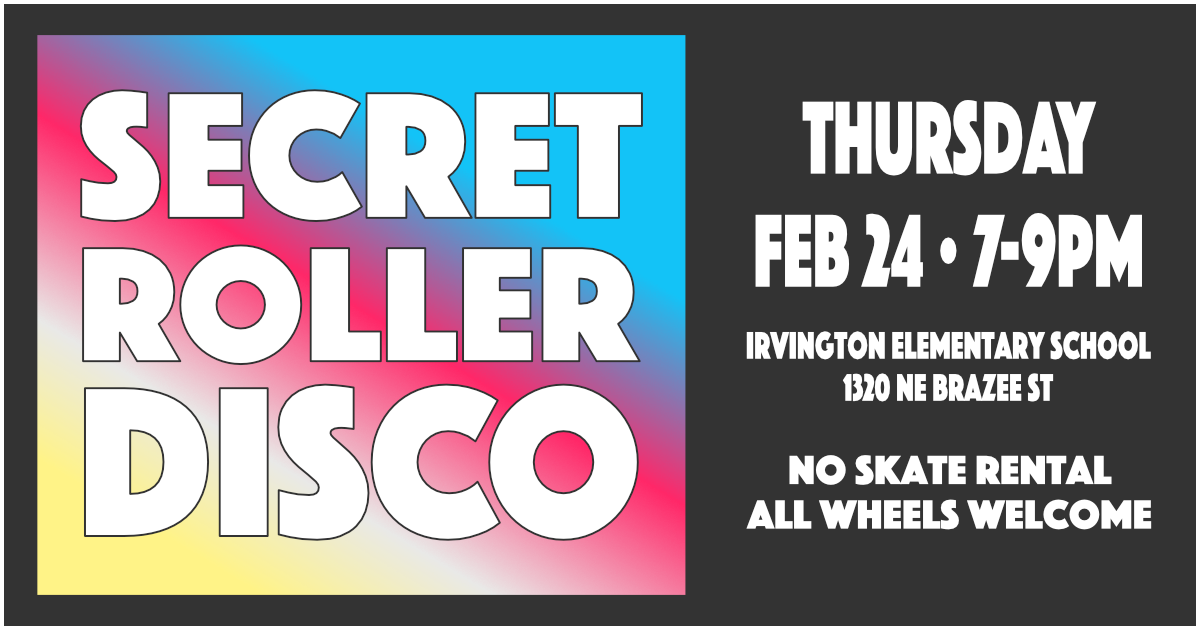 SECRET
ROLLER
DISCO
THURSDAY
FEB 24 • 7-9PM
IRVINGTON ELEMENTARY SCHOOL
1320 NE BRAZEE ST
NO SKATE RENTAL
ALL WHEELS WELCOME